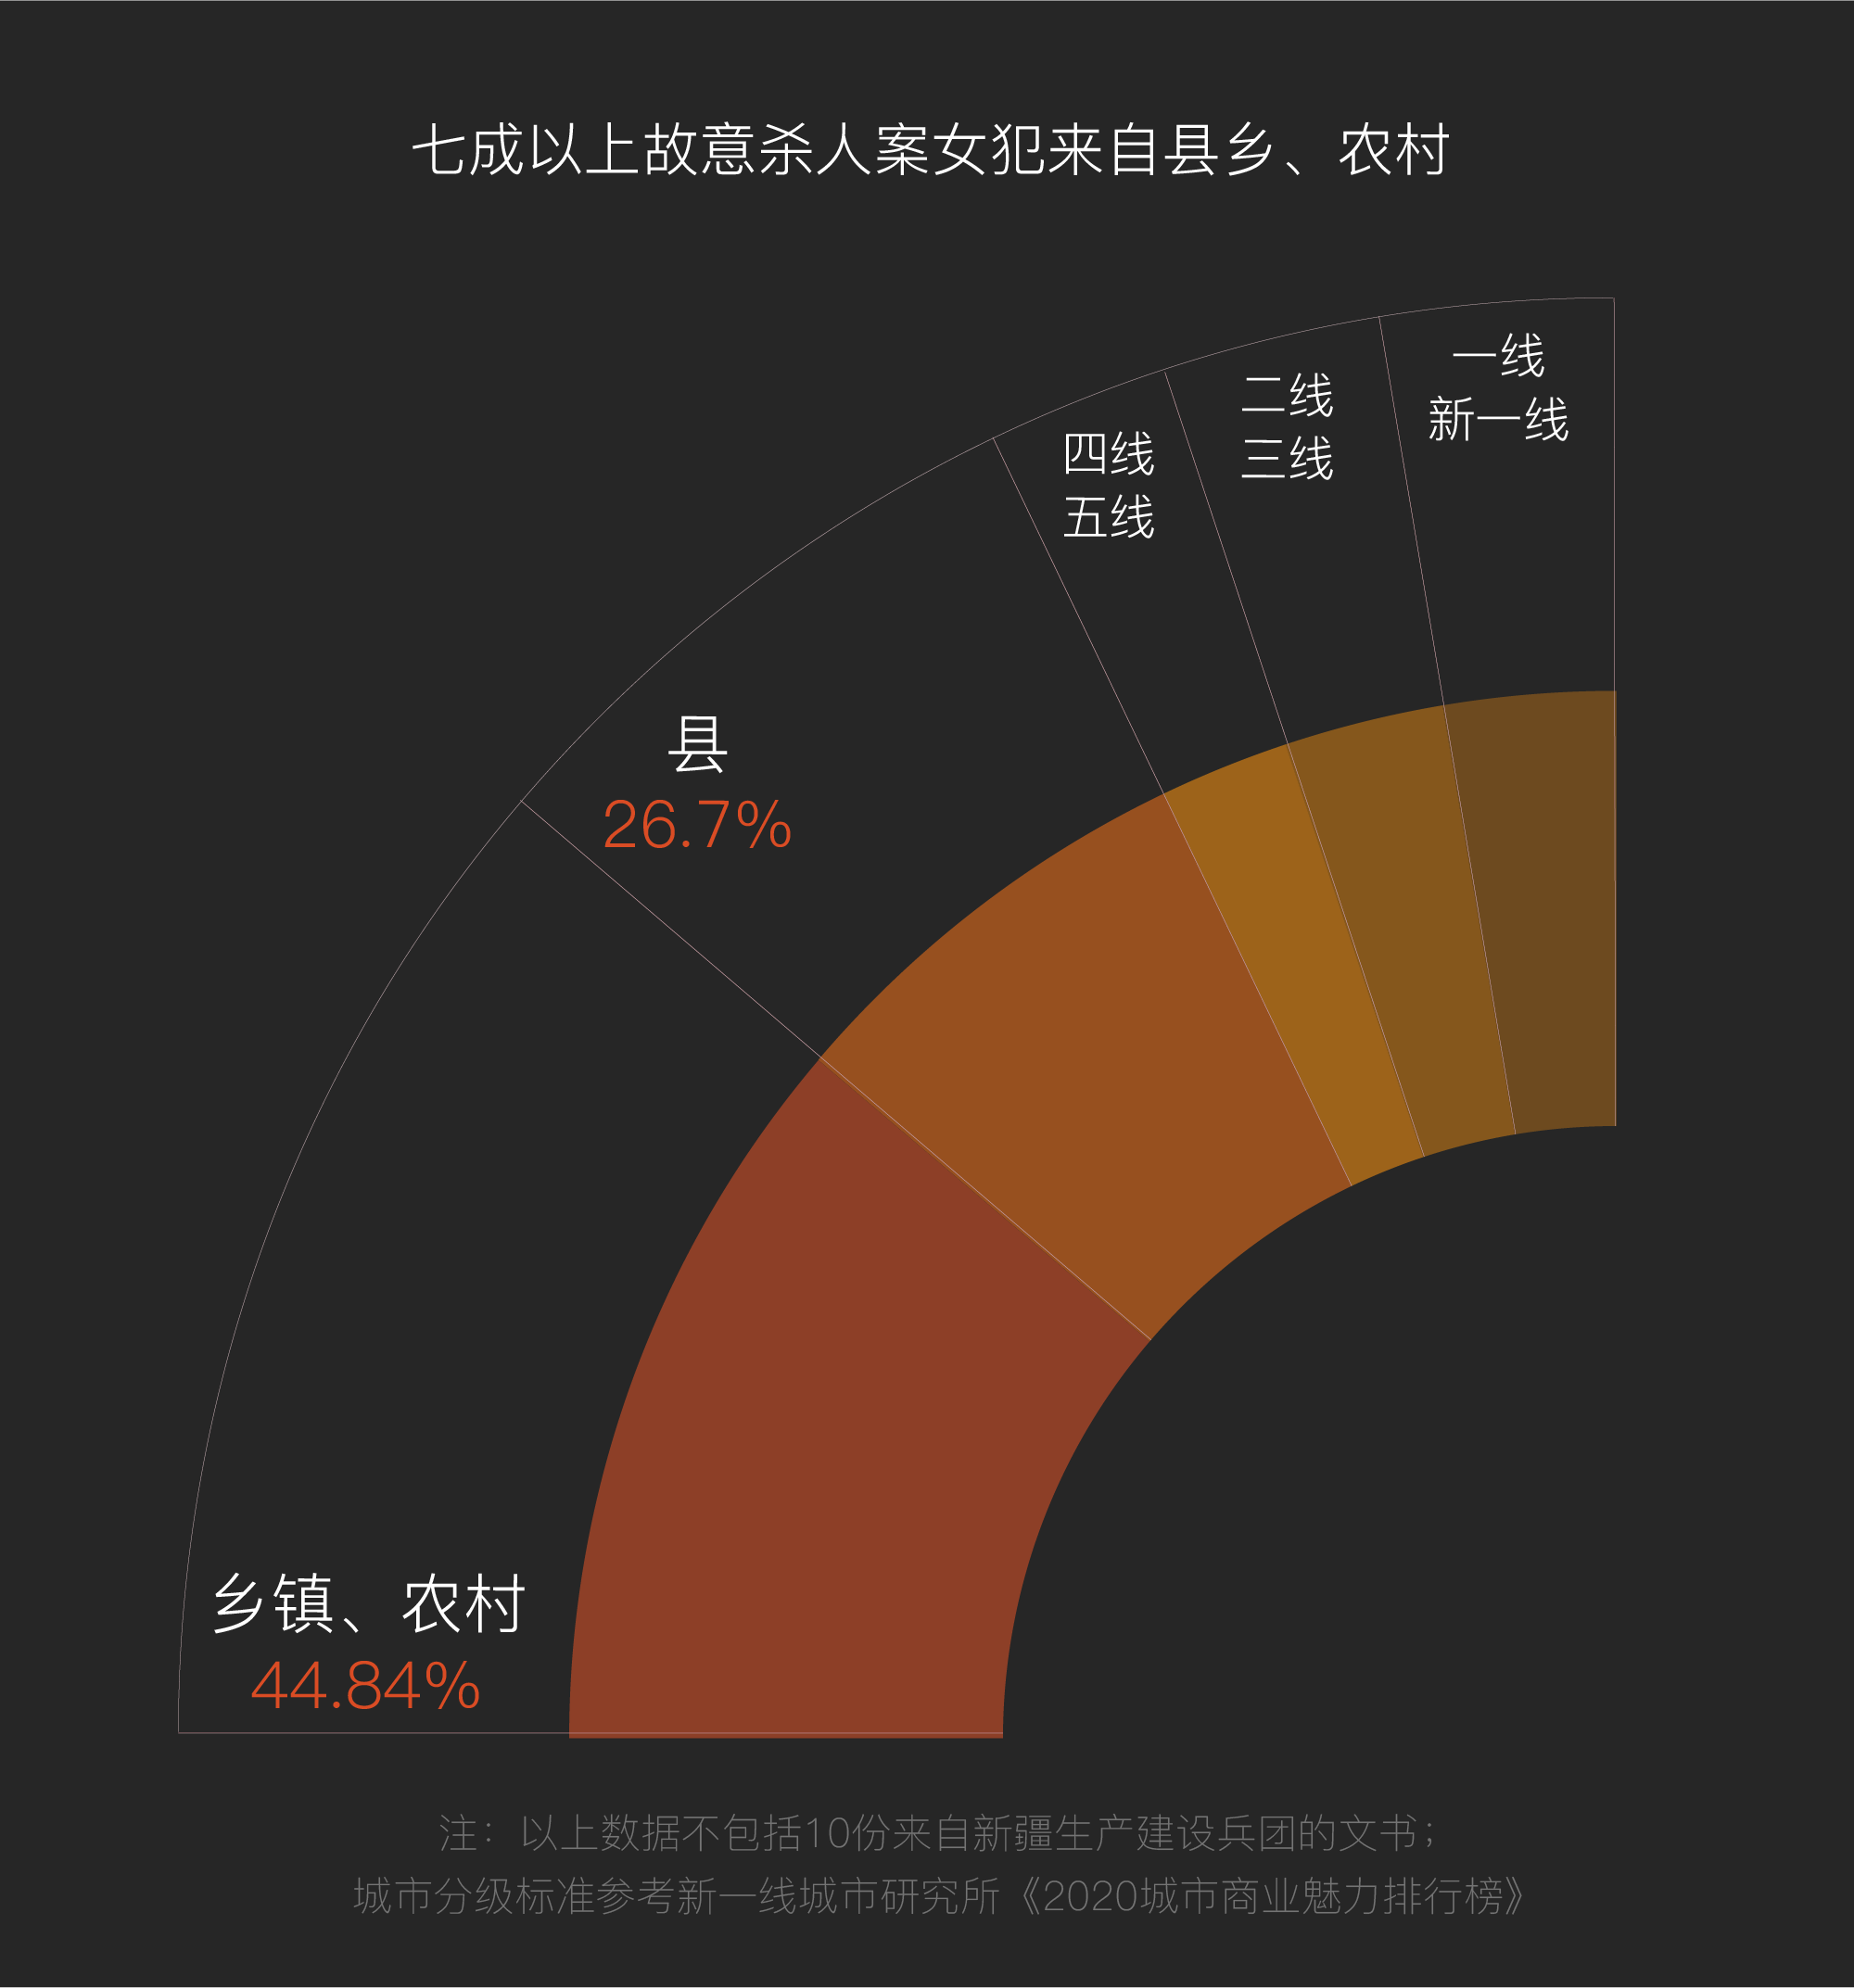 七成以上故意杀人案女犯来自县乡、农村
一线
新一线
二线
三线
四线
五线
县
26.7%
乡镇、农村
44.84%
注：以上数据不包括10份来自新疆生产建设兵团的文书；
城市分级标准参考新一线城市研究所《2020城市商业魅力排行榜》